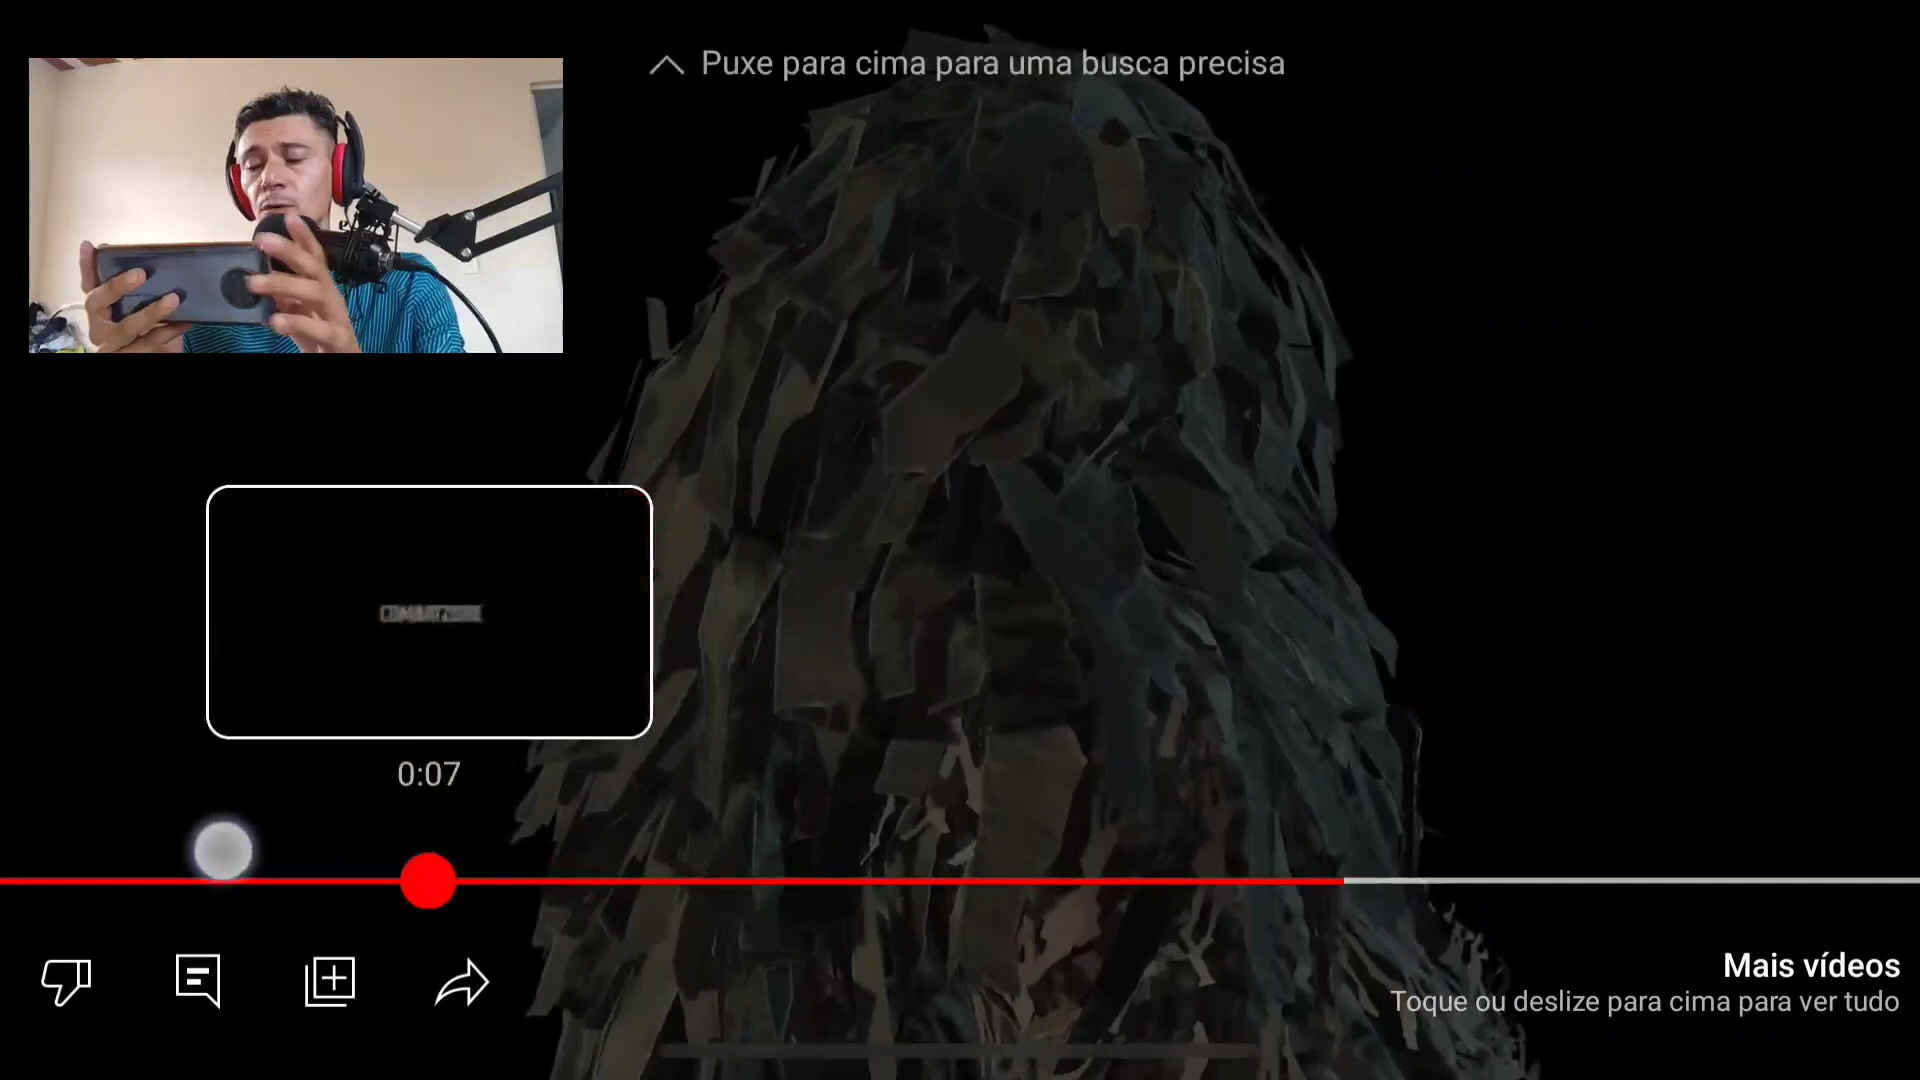 Puxe para cima para uma busca precisa
0:07
Mais vídeos
Toque ou deslize para cima para ver tudo